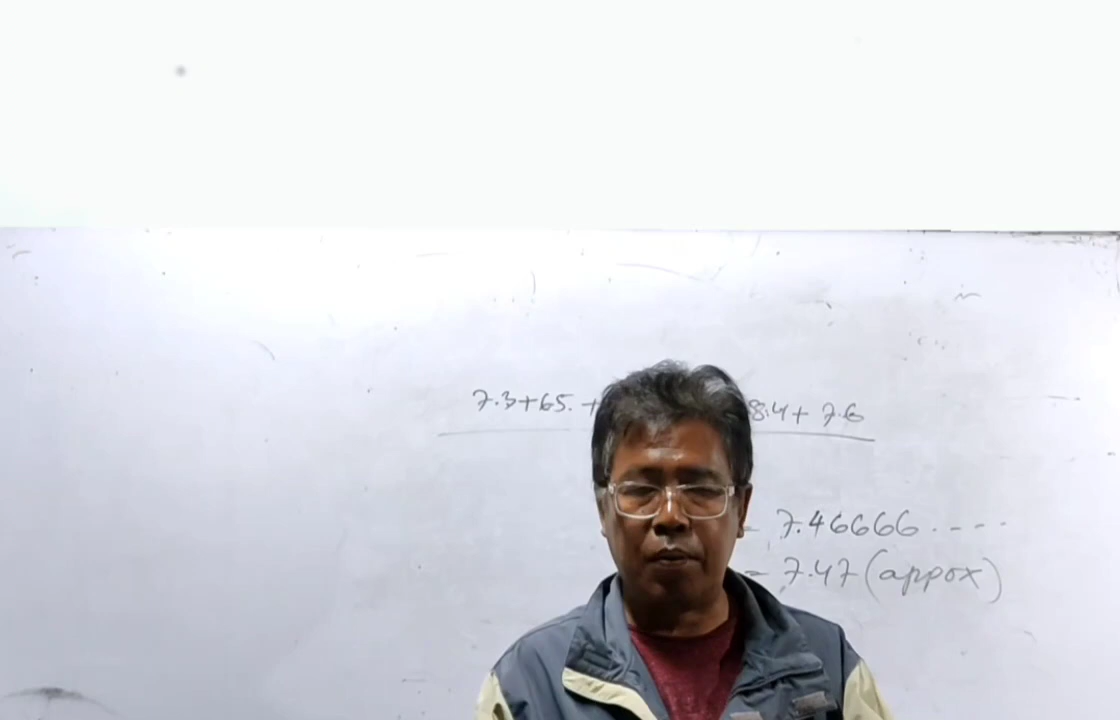 7.3+65. + 8.4+ 7.6
= 7.46666....
= 7.47 (appox)